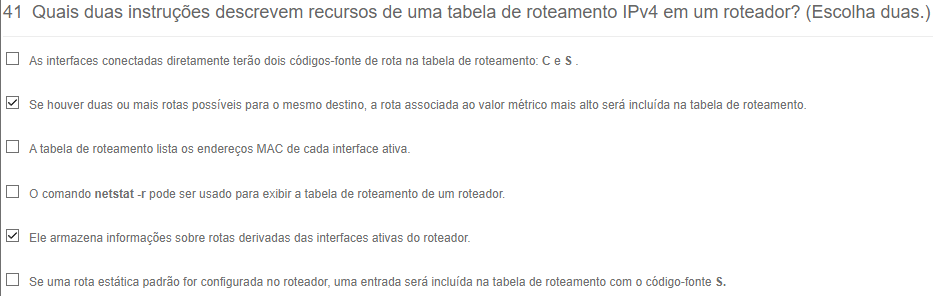 41 Quais duas instruções descrevem recursos de uma tabela de roteamento IPv4 em um roteador? (Escolha duas.)
As interfaces conectadas diretamente terão dois códigos-fonte de rota na tabela de roteamento: C e S .
Se houver duas ou mais rotas possíveis para o mesmo destino, a rota associada ao valor métrico mais alto será incluída na tabela de roteamento.
A tabela de roteamento lista os endereços MAC de cada interface ativa.
O comando netstat -r pode ser usado para exibir a tabela de roteamento de um roteador.
Ele armazena informações sobre rotas derivadas das interfaces ativas do roteador.
Se uma rota estática padrão for configurada no roteador, uma entrada será incluída na tabela de roteamento com o código-fonte S.